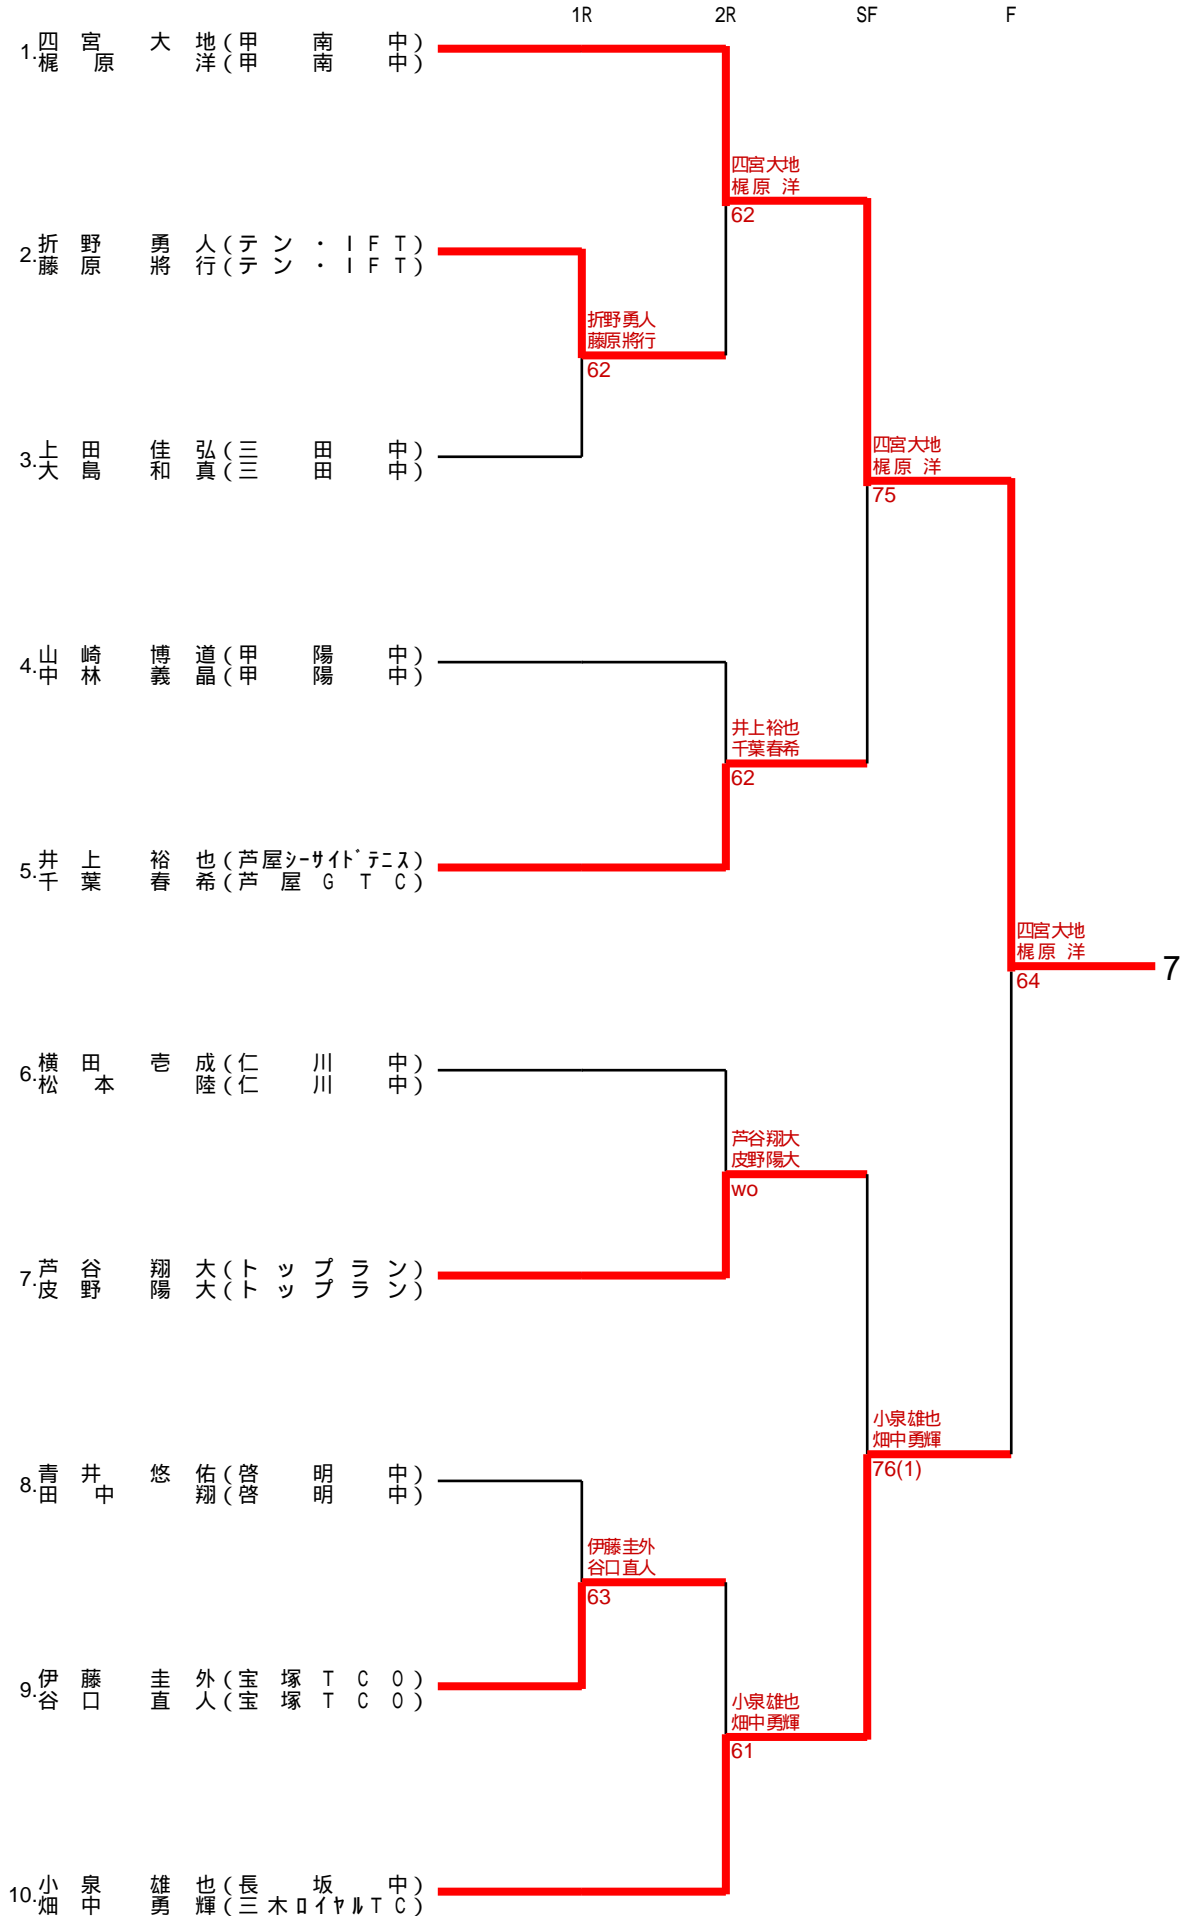 1R 2R SF F
1. 四宮 大地(甲南中)
梶原 洋(甲南中)
四宮大地
梶原 洋
62
2. 折野 勇人(テン・IFT)
藤原 將行(テン・IFT)
折野勇人
藤原將行
62
3. 上田 佳弘(三田中)
大島 和真(三田中)
四宮大地
梶原 洋
75
4. 山崎 博道(甲陽中)
中林 義晶(甲陽中)
井上裕也
千葉春希
62
5. 井上 裕也(芦屋シーサイドテニス)
千葉 春希(芦屋GTC)
四宮大地
梶原 洋
64
7
6. 横田 壱成(仁川中)
松本 陸(仁川中)
芦谷翔大
皮野陽大
wo
7. 芦谷 翔大(トップラン)
皮野 陽大(トップラン)
小泉雄也
畑中勇輝
76(1)
8. 青井 悠佑(啓明中)
田中 翔(啓明中)
伊藤圭外
谷口直人
63
9. 伊藤 圭外(宝塚TCO)
谷口 直人(宝塚TCO)
小泉雄也
畑中勇輝
61
10. 小泉 雄也(長坂中)
畑中 勇輝(三木ロイヤルTC)